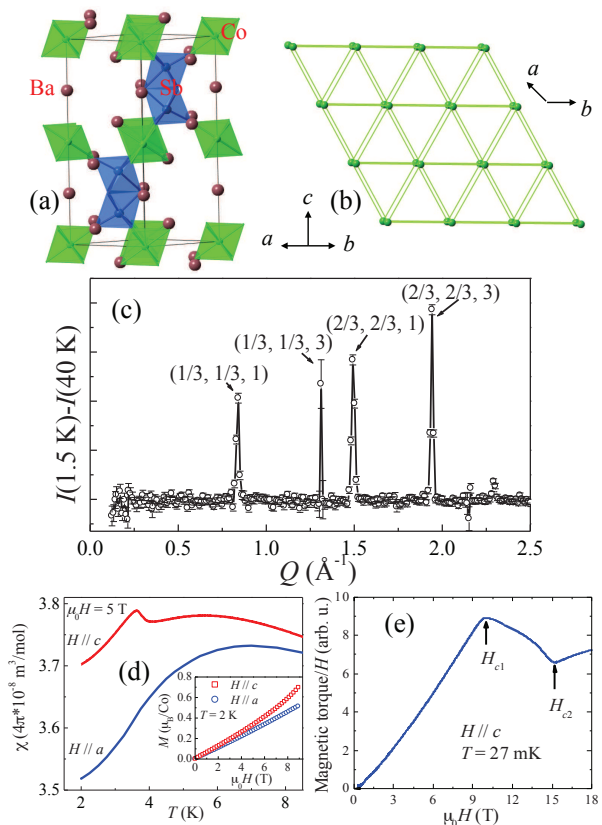 Co
Ba
Sb
(a)
a
c
b
(b)
a
b
(c)
(1/3, 1/3, 1)
(1/3, 1/3, 3)
(2/3, 2/3, 1)
(2/3, 2/3, 3)
I(1.5 K)-I(40 K)
0.0 0.5 1.0 1.5 2.0 2.5
Q (Å⁻¹)
3.8
3.7
3.6
3.5
χ (4π*10⁻⁸ m³/mol)
μ₀H = 5 T
H // c
H // a
(d)
0.8
0.6
0.4
0.2
0.0
M (μB/Co)
H // c
H // a
T = 2 K
0 2 4 6 8
μ₀H (T)
2 4 6 8
T (K)
(e)
10
8
6
4
2
0
Magnetic torque/H (arb. u.)
Hc1
Hc2
H // c
T = 27 mK
0 3 6 9 12 15 18
μ₀H (T)